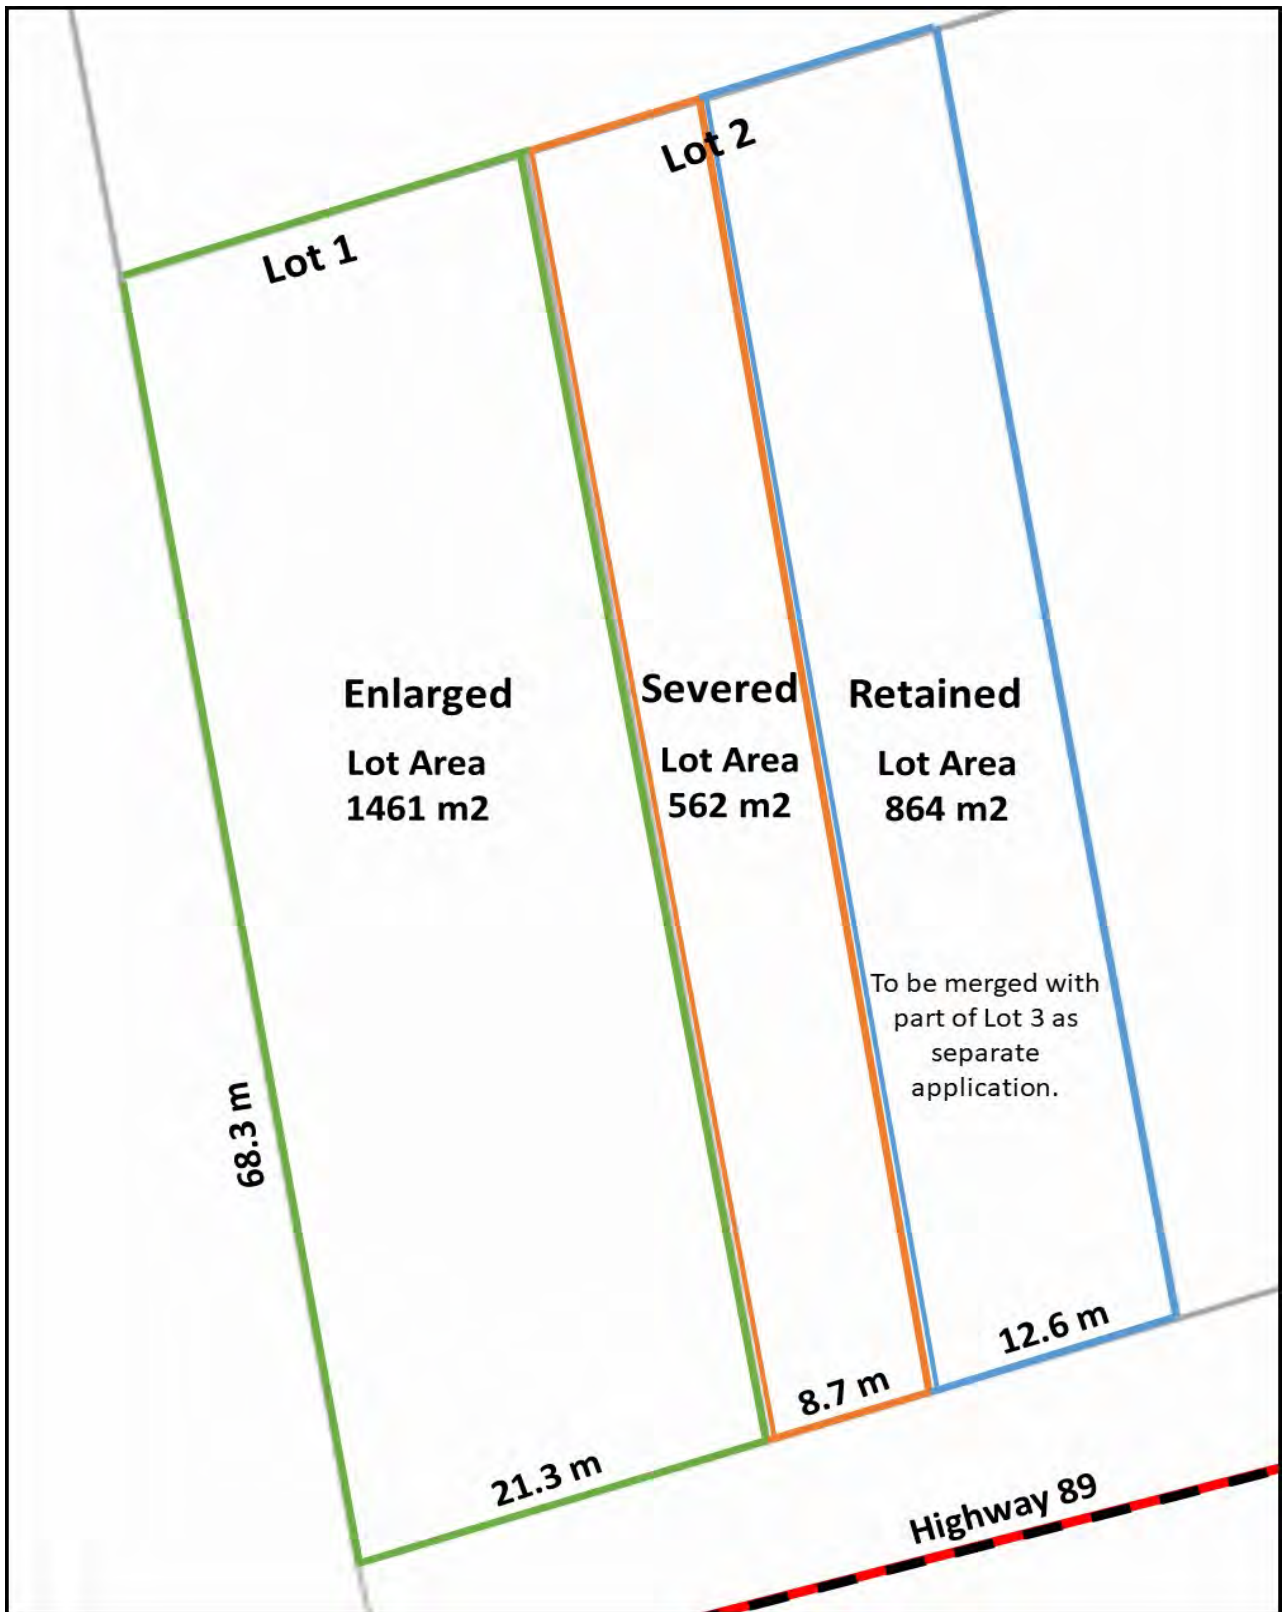 Lot 2
Lot 1
Enlarged
Lot Area
1461 m2
Severed
Lot Area
562 m2
Retained
Lot Area
864 m2
To be merged with
part of Lot 3 as
separate
application.
68.3 m
12.6 m
8.7 m
21.3 m
Highway 89